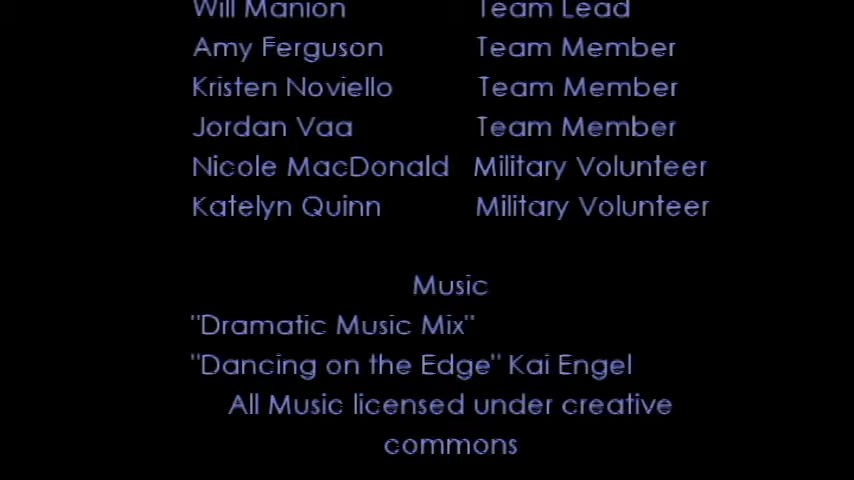 Will Manion Team Lead
Amy Ferguson Team Member
Kristen Noviello Team Member
Jordan Vaa Team Member
Nicole MacDonald Military Volunteer
Katelyn Quinn Military Volunteer
Music
"Dramatic Music Mix"
"Dancing on the Edge" Kai Engel
All Music licensed under creative
commons